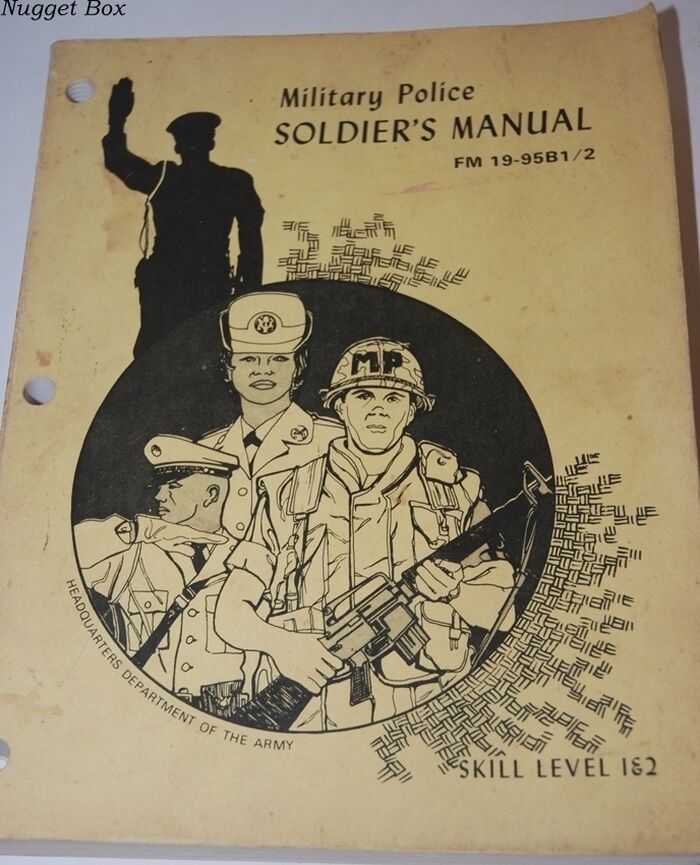 Nugget Box
Military Police
SOLDIER'S MANUAL
FM 19-95B1/2
MP
HEADQUARTERS DEPARTMENT OF THE ARMY
SKILL LEVEL 1&2